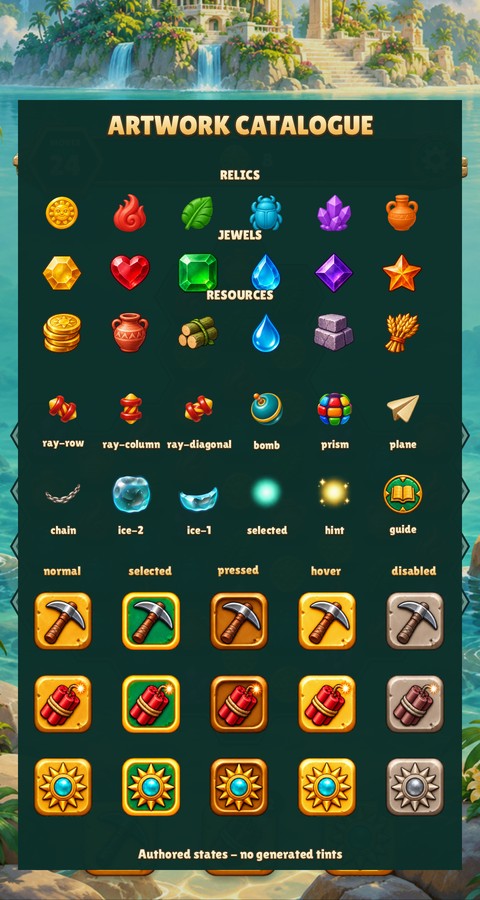 ARTWORK CATALOGUE
RELICS
JEWELS
RESOURCES
ray-row ray-column ray-diagonal bomb prism plane
chain ice-2 ice-1 selected hint guide
normal selected pressed hover disabled
Authored states – no generated tints